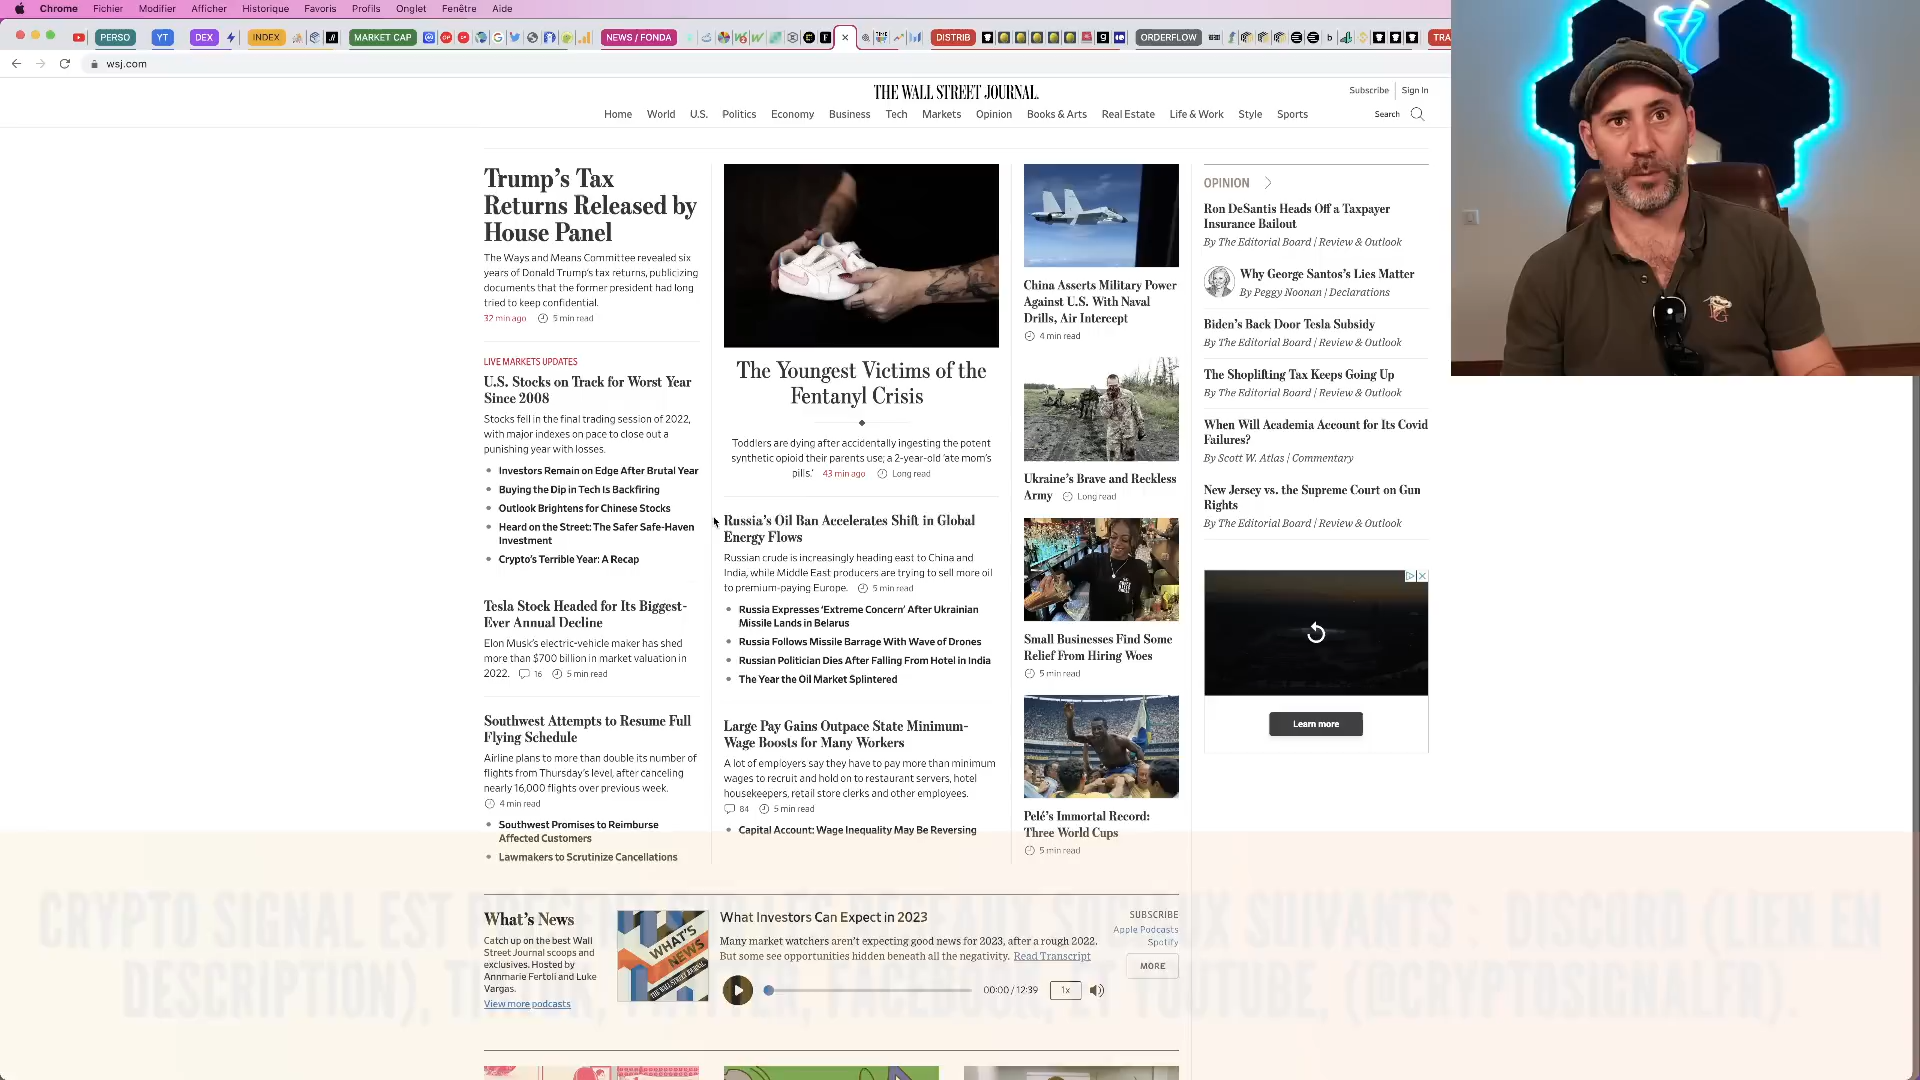 Chrome Fichier Modifier Afficher Historique Favoris Profils Onglet Fenêtre Aide
PERSO YT DEX INDEX MARKET CAP NEWS / FONDA DISTRIB ORDERFLOW TRA
wsj.com
THE WALL STREET JOURNAL.
Subscribe Sign In
Home World U.S. Politics Economy Business Tech Markets Opinion Books & Arts Real Estate Life & Work Style Sports
Search
Trump's Tax
Returns Released by
House Panel
The Ways and Means Committee revealed six
years of Donald Trump's tax returns, publicizing
documents that the former president had long
tried to keep confidential.
32 min ago 5 min read
LIVE MARKETS UPDATES
U.S. Stocks on Track for Worst Year
Since 2008
Stocks fell in the final trading session of 2022,
with major indexes on pace to close out a
punishing year with losses.
Investors Remain on Edge After Brutal Year
Buying the Dip in Tech Is Backfiring
Outlook Brightens for Chinese Stocks
Heard on the Street: The Safer Safe-Haven
Investment
Crypto's Terrible Year: A Recap
Tesla Stock Headed for Its Biggest-
Ever Annual Decline
Elon Musk's electric-vehicle maker has shed
more than $700 billion in market valuation in
2022. 16 5 min read
Southwest Attempts to Resume Full
Flying Schedule
Airline plans to more than double its number of
flights from Thursday's level, after canceling
nearly 16,000 flights over previous week.
4 min read
Southwest Promises to Reimburse
Affected Customers
Lawmakers to Scrutinize Cancellations
The Youngest Victims of the
Fentanyl Crisis
Toddlers are dying after accidentally ingesting the potent
synthetic opioid their parents use; a 2-year-old 'ate mom's
pills.' 43 min ago Long read
Russia's Oil Ban Accelerates Shift in Global
Energy Flows
Russian crude is increasingly heading east to China and
India, while Middle East producers are trying to sell more oil
to premium-paying Europe. 5 min read
Russia Expresses 'Extreme Concern' After Ukrainian
Missile Lands in Belarus
Russia Follows Missile Barrage With Wave of Drones
Russian Politician Dies After Falling From Hotel in India
The Year the Oil Market Splintered
Large Pay Gains Outpace State Minimum-
Wage Boosts for Many Workers
A lot of employers say they have to pay more than minimum
wages to recruit and hold on to restaurant servers, hotel
housekeepers, retail store clerks and other employees.
84 5 min read
Capital Account: Wage Inequality May Be Reversing
China Asserts Military Power
Against U.S. With Naval
Drills, Air Intercept
4 min read
Ukraine's Brave and Reckless
Army Long read
Small Businesses Find Some
Relief From Hiring Woes
5 min read
Pelé's Immortal Record:
Three World Cups
5 min read
OPINION
Ron DeSantis Heads Off a Taxpayer
Insurance Bailout
By The Editorial Board | Review & Outlook
Why George Santos's Lies Matter
By Peggy Noonan | Declarations
Biden's Back Door Tesla Subsidy
By The Editorial Board | Review & Outlook
The Shoplifting Tax Keeps Going Up
By The Editorial Board | Review & Outlook
When Will Academia Account for Its Covid
Failures?
By Scott W. Atlas | Commentary
New Jersey vs. the Supreme Court on Gun
Rights
By The Editorial Board | Review & Outlook
Learn more
What's News
Catch up on the best Wall
Street Journal scoops and
exclusives. Hosted by
Annmarie Fertoli and Luke
Vargas.
View more podcasts
WHAT'S
NEWS
THE WALL STREET JOURNAL
What Investors Can Expect in 2023
Many market watchers aren't expecting good news for 2023, after a rough 2022.
But some see opportunities hidden beneath all the negativity. Read Transcript
00:00 / 12:39 1x
SUBSCRIBE
Apple Podcasts
Spotify
MORE
CRYPTO SIGNAL EST SUIVANTS : DISCORD (LIEN EN
DESCRIPTION), TWITTER, FACEBOOK, ET YOUTUBE, (@CRYPTOSIGNALFR).